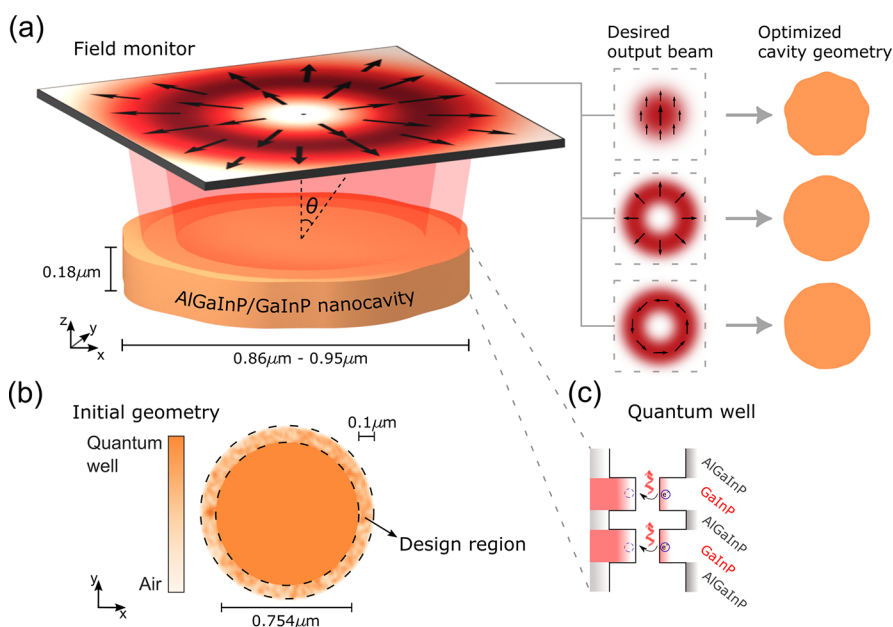 (a)
Field monitor
θ
0.18μm
AlGaInP/GaInP nanocavity
z
y
x
0.86μm - 0.95μm
Desired
output beam
Optimized
cavity geometry
(b)
Initial geometry
Quantum
well
Air
0.1μm
Design region
y
x
0.754μm
(c)
Quantum well
AlGaInP
GaInP
AlGaInP
GaInP
AlGaInP
e
e